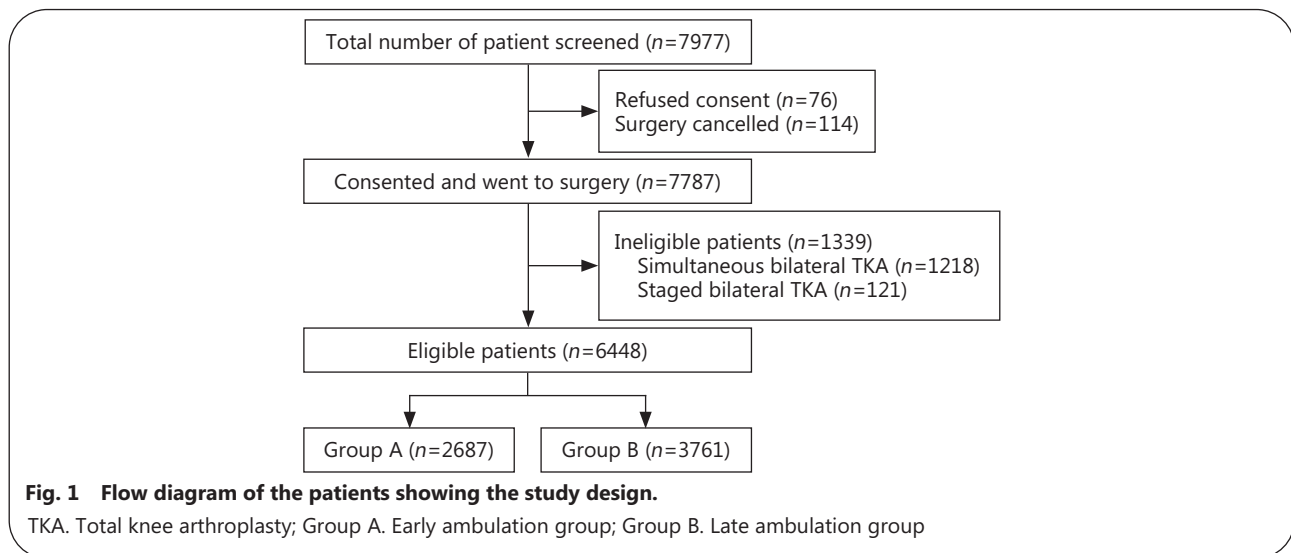 Total number of patient screened (n=7977)
Refused consent (n=76)
Surgery cancelled (n=114)
Consented and went to surgery (n=7787)
Ineligible patients (n=1339)
Simultaneous bilateral TKA (n=1218)
Staged bilateral TKA (n=121)
Eligible patients (n=6448)
Group A (n=2687)
Group B (n=3761)
Fig. 1 Flow diagram of the patients showing the study design.
TKA. Total knee arthroplasty; Group A. Early ambulation group; Group B. Late ambulation group